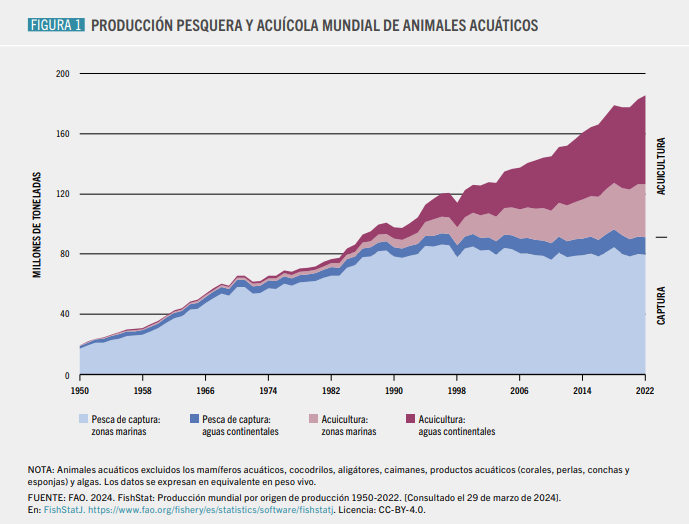 FIGURA 1 PRODUCCIÓN PESQUERA Y ACUÍCOLA MUNDIAL DE ANIMALES ACUÁTICOS
MILLONES DE TONELADAS
200
160
120
80
40
0
1950 1958 1966 1974 1982 1990 1998 2006 2014 2022
ACUICULTURA
CAPTURA
Pesca de captura:
zonas marinas
Pesca de captura:
aguas continentales
Acuicultura:
zonas marinas
Acuicultura:
aguas continentales
NOTA: Animales acuáticos excluidos los mamíferos acuáticos, cocodrilos, aligátores, caimanes, productos acuáticos (corales, perlas, conchas y
esponjas) y algas. Los datos se expresan en equivalente en peso vivo.
FUENTE: FAO. 2024. FishStat: Producción mundial por origen de producción 1950-2022. [Consultado el 29 de marzo de 2024].
En: FishStatJ. https://www.fao.org/fishery/es/statistics/software/fishstatj. Licencia: CC-BY-4.0.